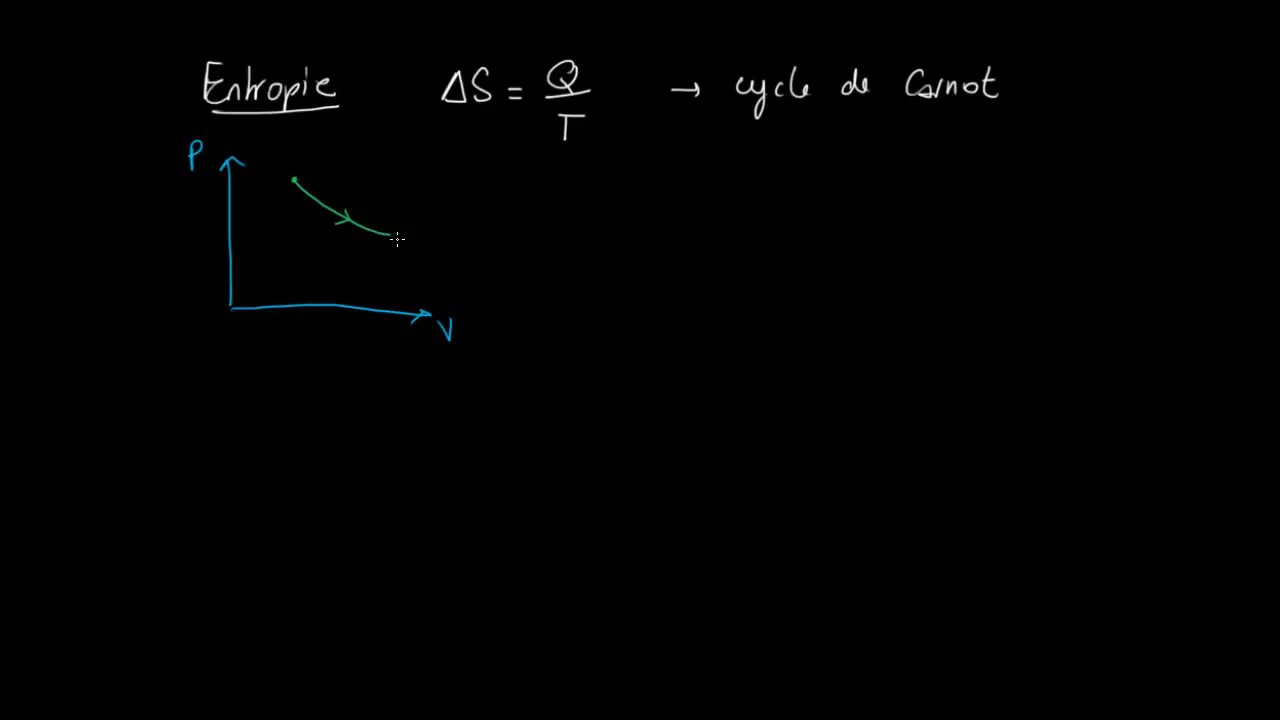 Entropie ΔS = Q/T → cycle de Carnot
P
V